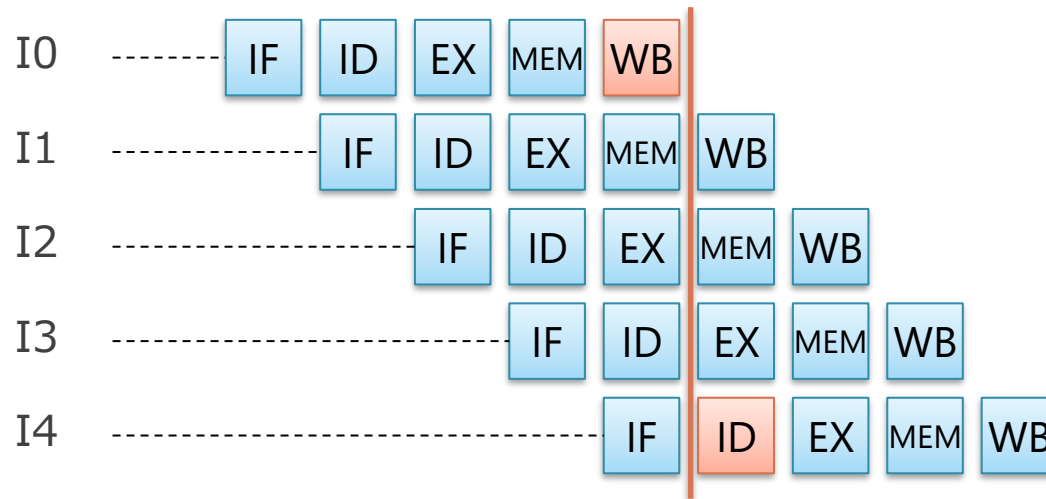 I0 IF ID EX MEM WB
I1 IF ID EX MEM WB
I2 IF ID EX MEM WB
I3 IF ID EX MEM WB
I4 IF ID EX MEM WB